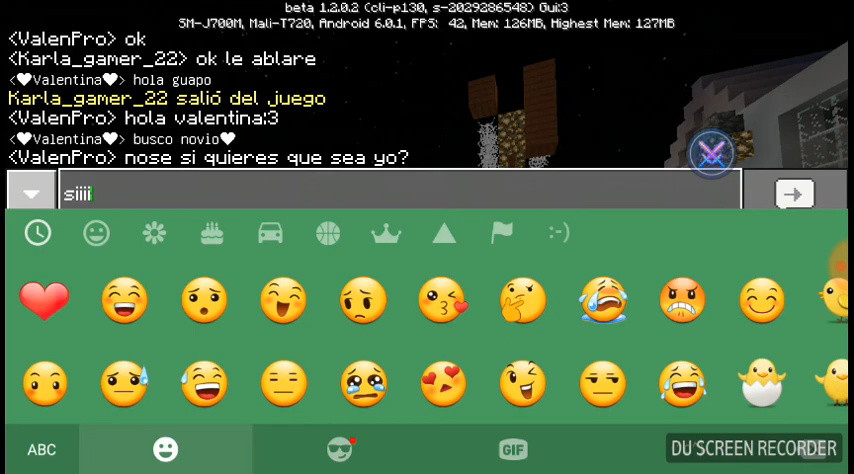 beta 1.2.0.2 (cli-p130, s-2029286548) Gui:3
SM-J700M, Mali-T720, Android 6.0.1, FPS: 42, Mem: 126MB, Highest Mem: 127MB
<ValenPro> ok
<Karla_gamer_22> ok le ablare
<♥Valentina♥> hola guapo
Karla_gamer_22 salió del juego
<ValenPro> hola valentina:3
<♥Valentina♥> busco novio♥
<ValenPro> nose si quieres que sea yo?
siiii
:-)
ABC
GIF
DU SCREEN RECORDER